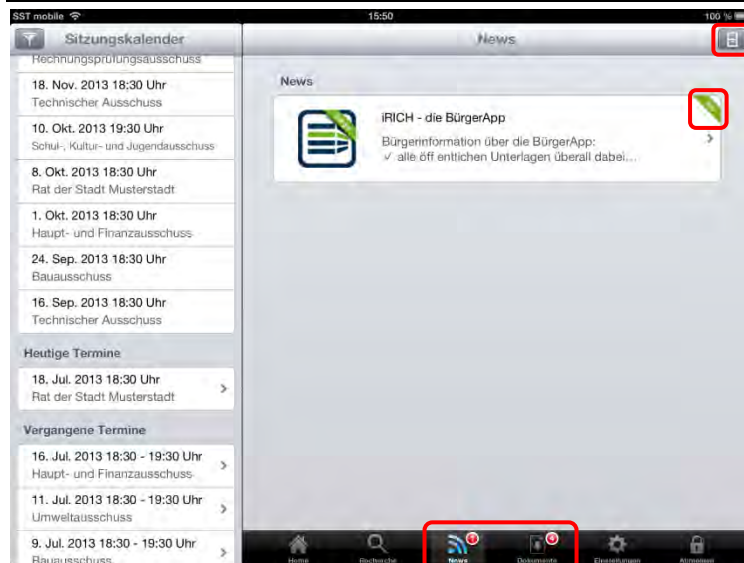 SST mobile
15:50
100 %
Sitzungskalender
News
Rechnungsprüfungsausschuss
18. Nov. 2013 18:30 Uhr
Technischer Ausschuss
10. Okt. 2013 19:30 Uhr
Schul-, Kultur- und Jugendausschuss
8. Okt. 2013 18:30 Uhr
Rat der Stadt Musterstadt
1. Okt. 2013 18:30 Uhr
Haupt- und Finanzausschuss
24. Sep. 2013 18:30 Uhr
Bauausschuss
16. Sep. 2013 18:30 Uhr
Technischer Ausschuss
Heutige Termine
18. Jul. 2013 18:30 Uhr
Rat der Stadt Musterstadt
Vergangene Termine
16. Jul. 2013 18:30 - 19:30 Uhr
Haupt- und Finanzausschuss
11. Jul. 2013 18:30 - 19:30 Uhr
Umweltausschuss
9. Jul. 2013 18:30 - 19:30 Uhr
Bauausschuss
News
iRICH - die BürgerApp
Bürgerinformation über die BürgerApp:
✓ alle öff entlichen Unterlagen überall dabei...
Home
Recherche
News
Dokumente
4
Einstellungen
Abmelden